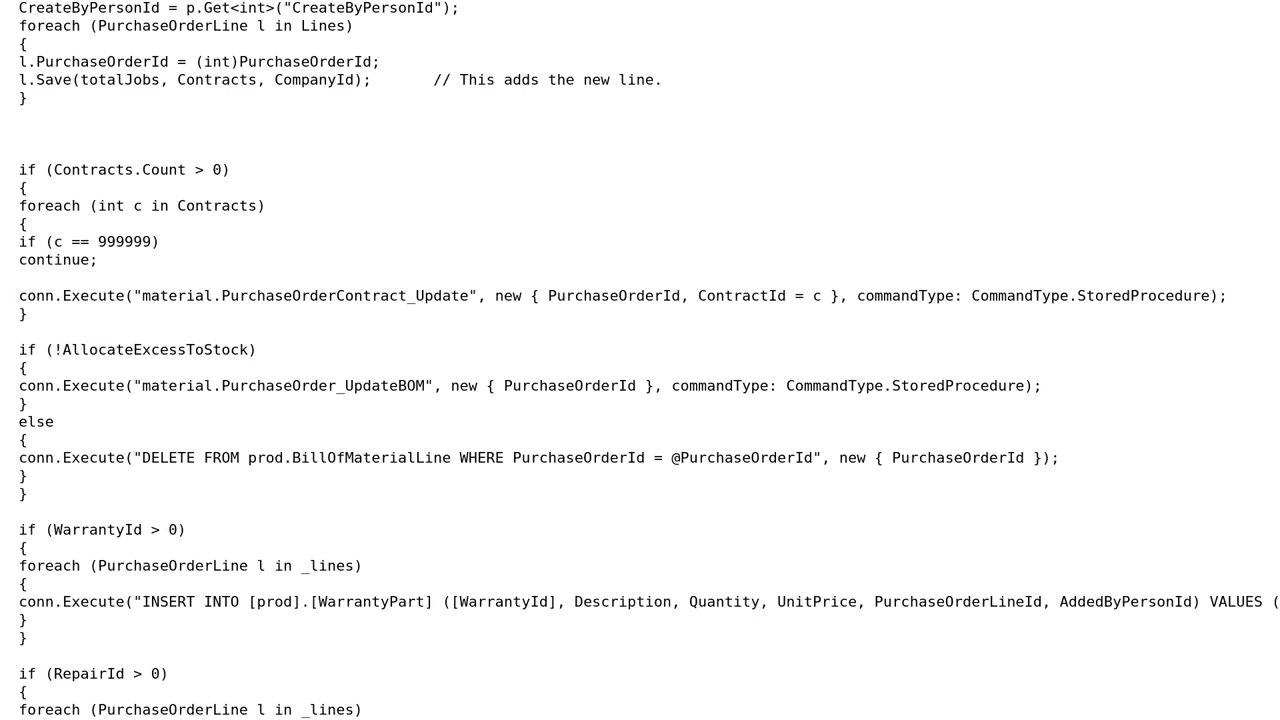 CreateByPersonId = p.Get<int>("CreateByPersonId");
foreach (PurchaseOrderLine l in Lines)
{
l.PurchaseOrderId = (int)PurchaseOrderId;
l.Save(totalJobs, Contracts, CompanyId);       // This adds the new line.
}
if (Contracts.Count > 0)
{
foreach (int c in Contracts)
{
if (c == 999999)
continue;
conn.Execute("material.PurchaseOrderContract_Update", new { PurchaseOrderId, ContractId = c }, commandType: CommandType.StoredProcedure);
}
if (!AllocateExcessToStock)
{
conn.Execute("material.PurchaseOrder_UpdateBOM", new { PurchaseOrderId }, commandType: CommandType.StoredProcedure);
}
else
{
conn.Execute("DELETE FROM prod.BillOfMaterialLine WHERE PurchaseOrderId = @PurchaseOrderId", new { PurchaseOrderId });
}
}
if (WarrantyId > 0)
{
foreach (PurchaseOrderLine l in _lines)
{
conn.Execute("INSERT INTO [prod].[WarrantyPart] ([WarrantyId], Description, Quantity, UnitPrice, PurchaseOrderLineId, AddedByPersonId) VALUES (
}
}
if (RepairId > 0)
{
foreach (PurchaseOrderLine l in _lines)